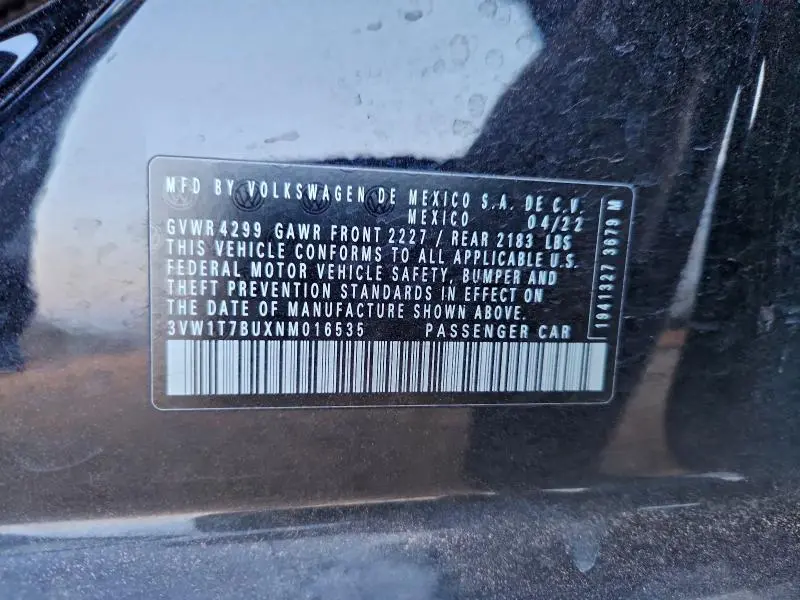 MFD BY VOLKSWAGEN DE MEXICO S.A. DE C.V.
MEXICO 04/22
GVWR 4299 GAWR FRONT 2227 / REAR 2183 LBS
THIS VEHICLE CONFORMS TO ALL APPLICABLE U.S.
FEDERAL MOTOR VEHICLE SAFETY, BUMPER AND
THEFT PREVENTION STANDARDS IN EFFECT ON
THE DATE OF MANUFACTURE SHOWN ABOVE.
3VW1T7BUXNM016535 PASSENGER CAR
1941327 3679 M